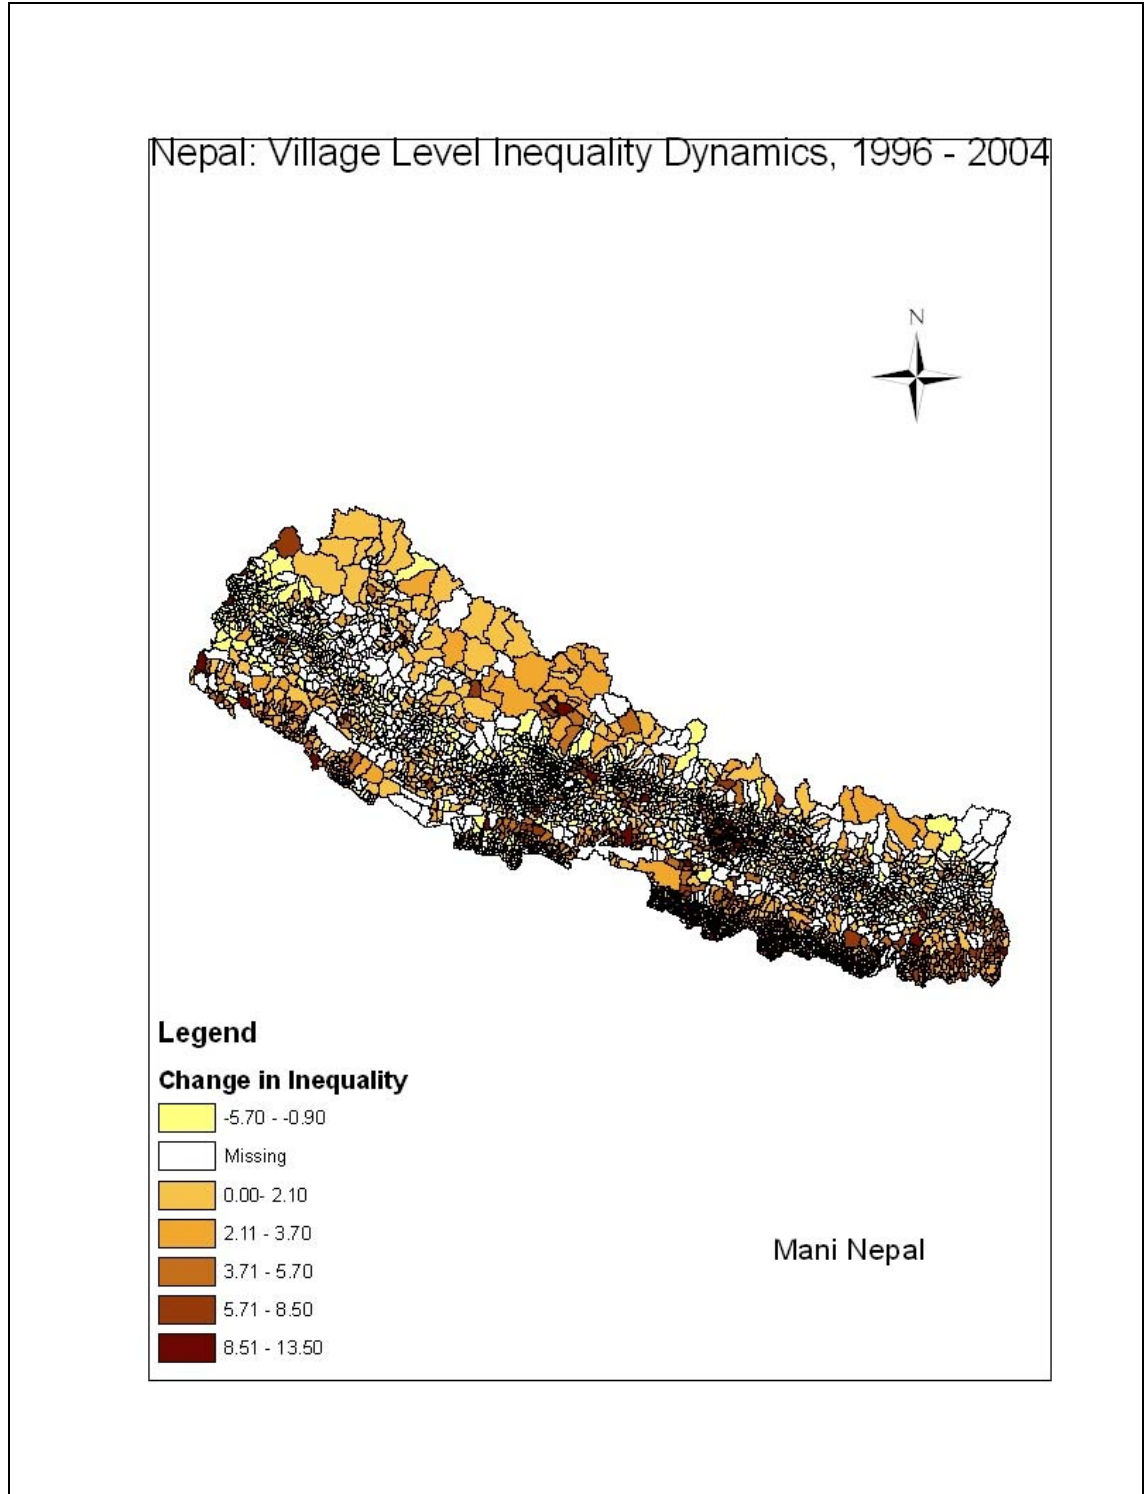 Nepal: Village Level Inequality Dynamics, 1996 - 2004
N
Legend
Change in Inequality
-5.70 - -0.90
Missing
0.00- 2.10
2.11 - 3.70
3.71 - 5.70
5.71 - 8.50
8.51 - 13.50
Mani Nepal